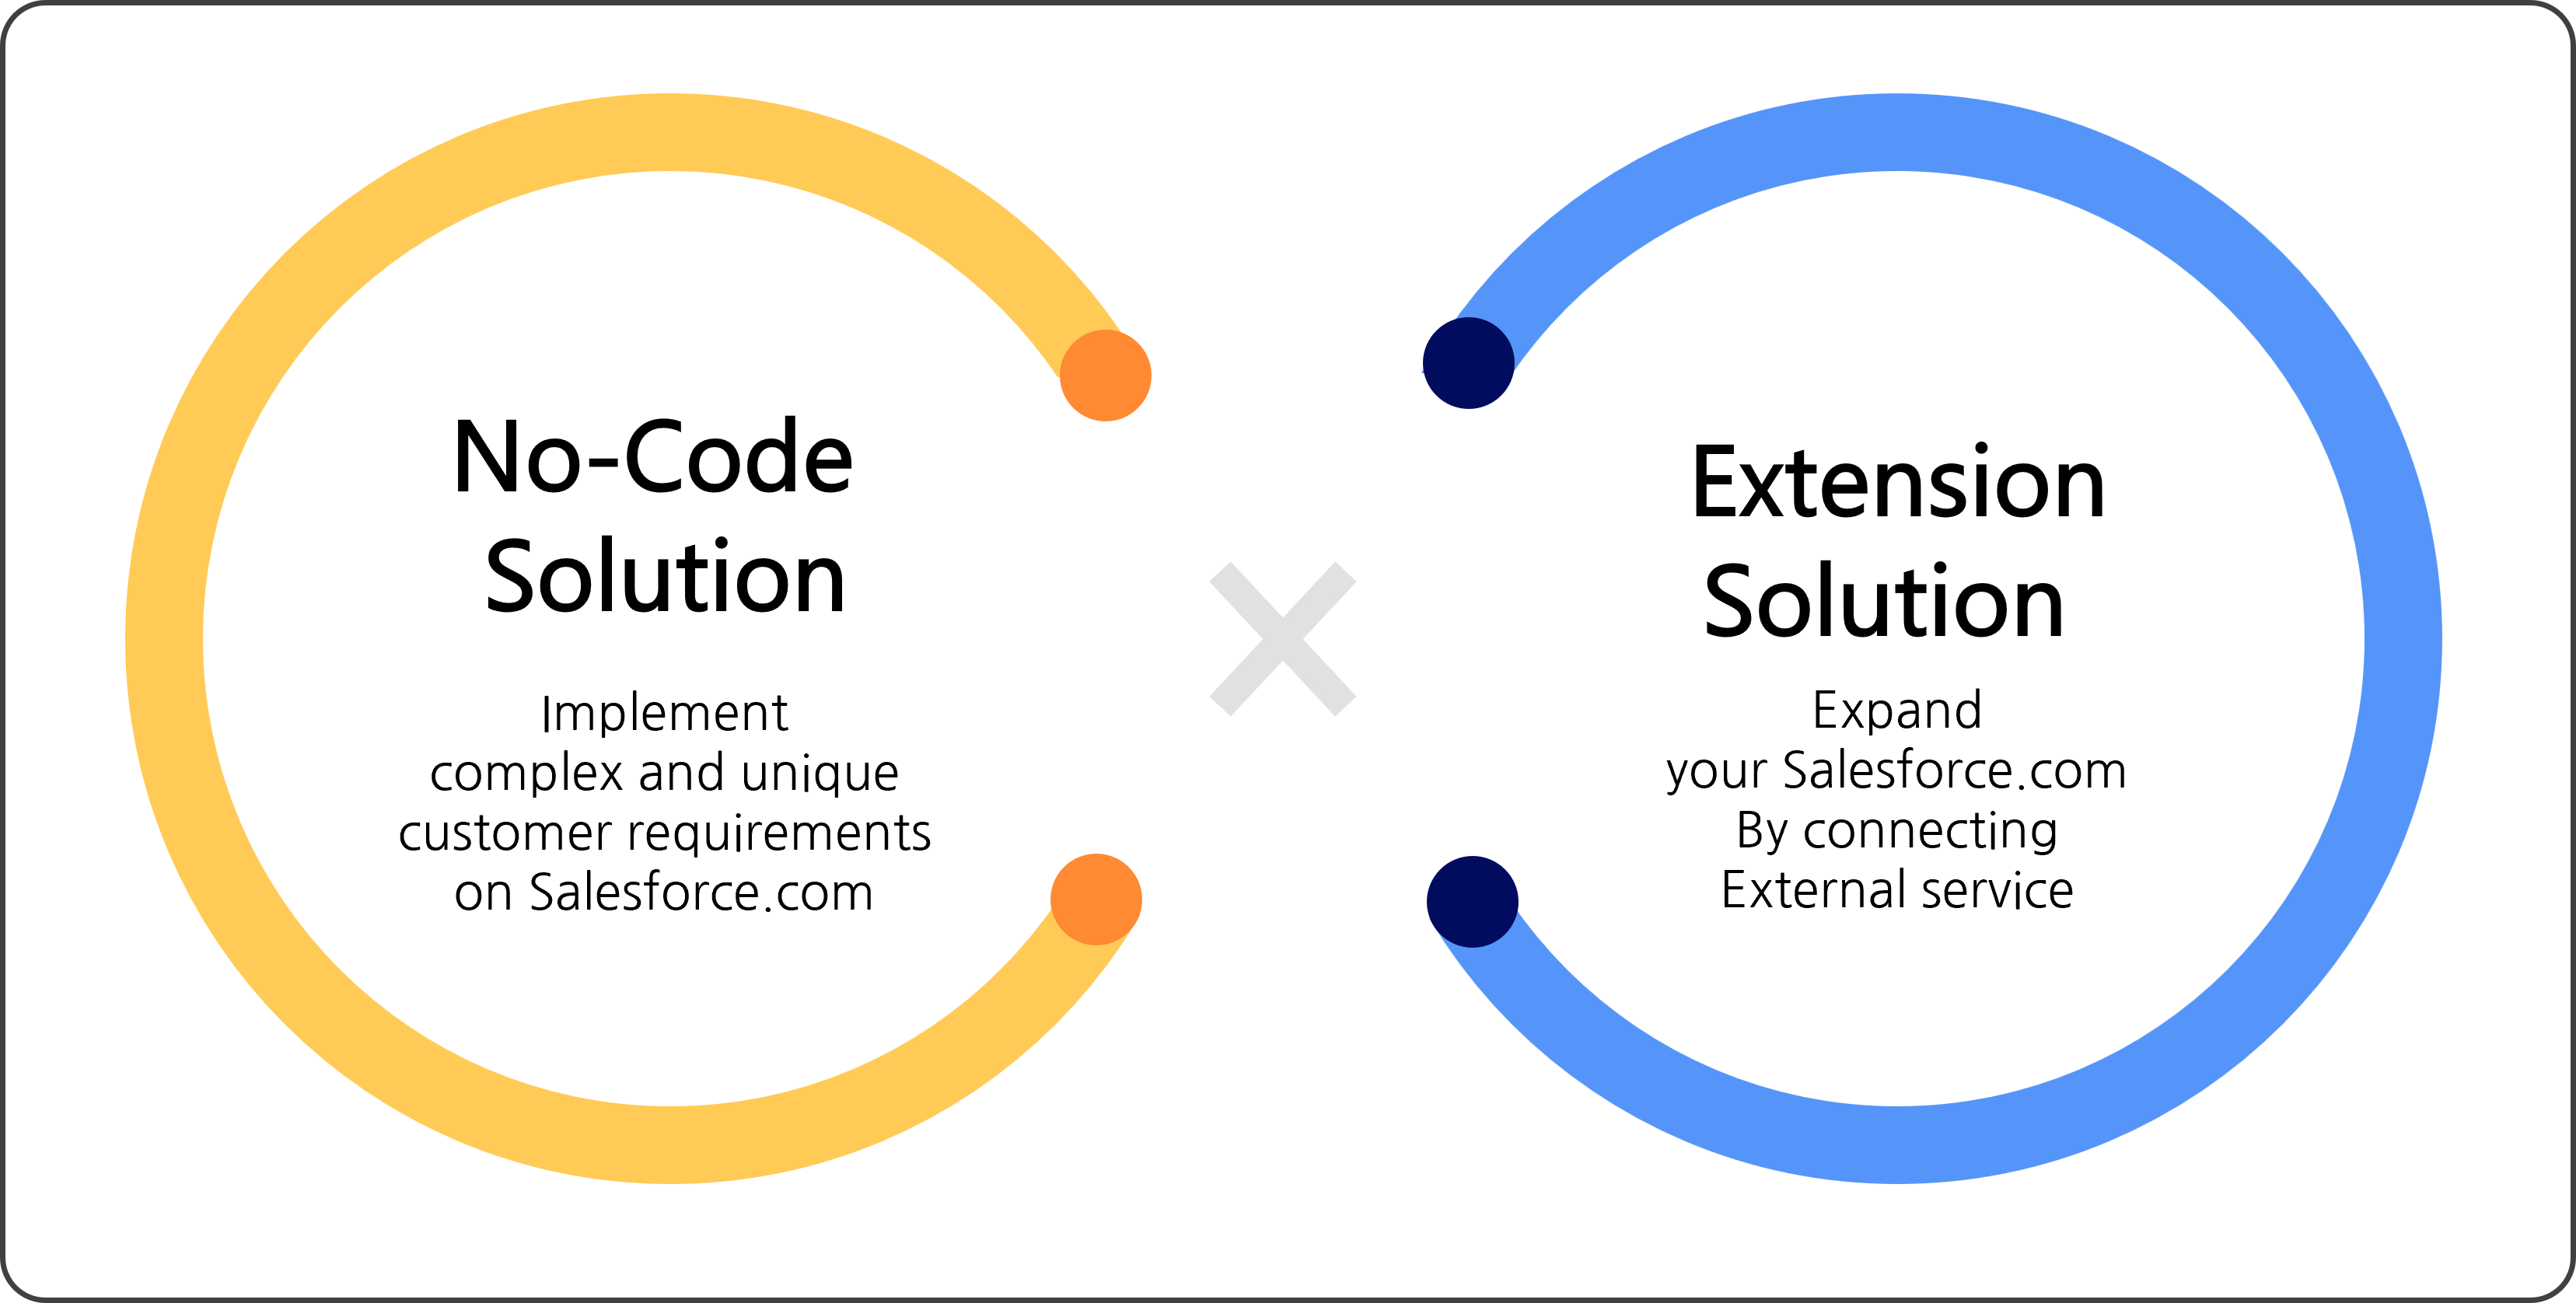 No-Code
Solution
Implement
complex and unique
customer requirements
on Salesforce.com
Extension
Solution
Expand
your Salesforce.com
By connecting
External service